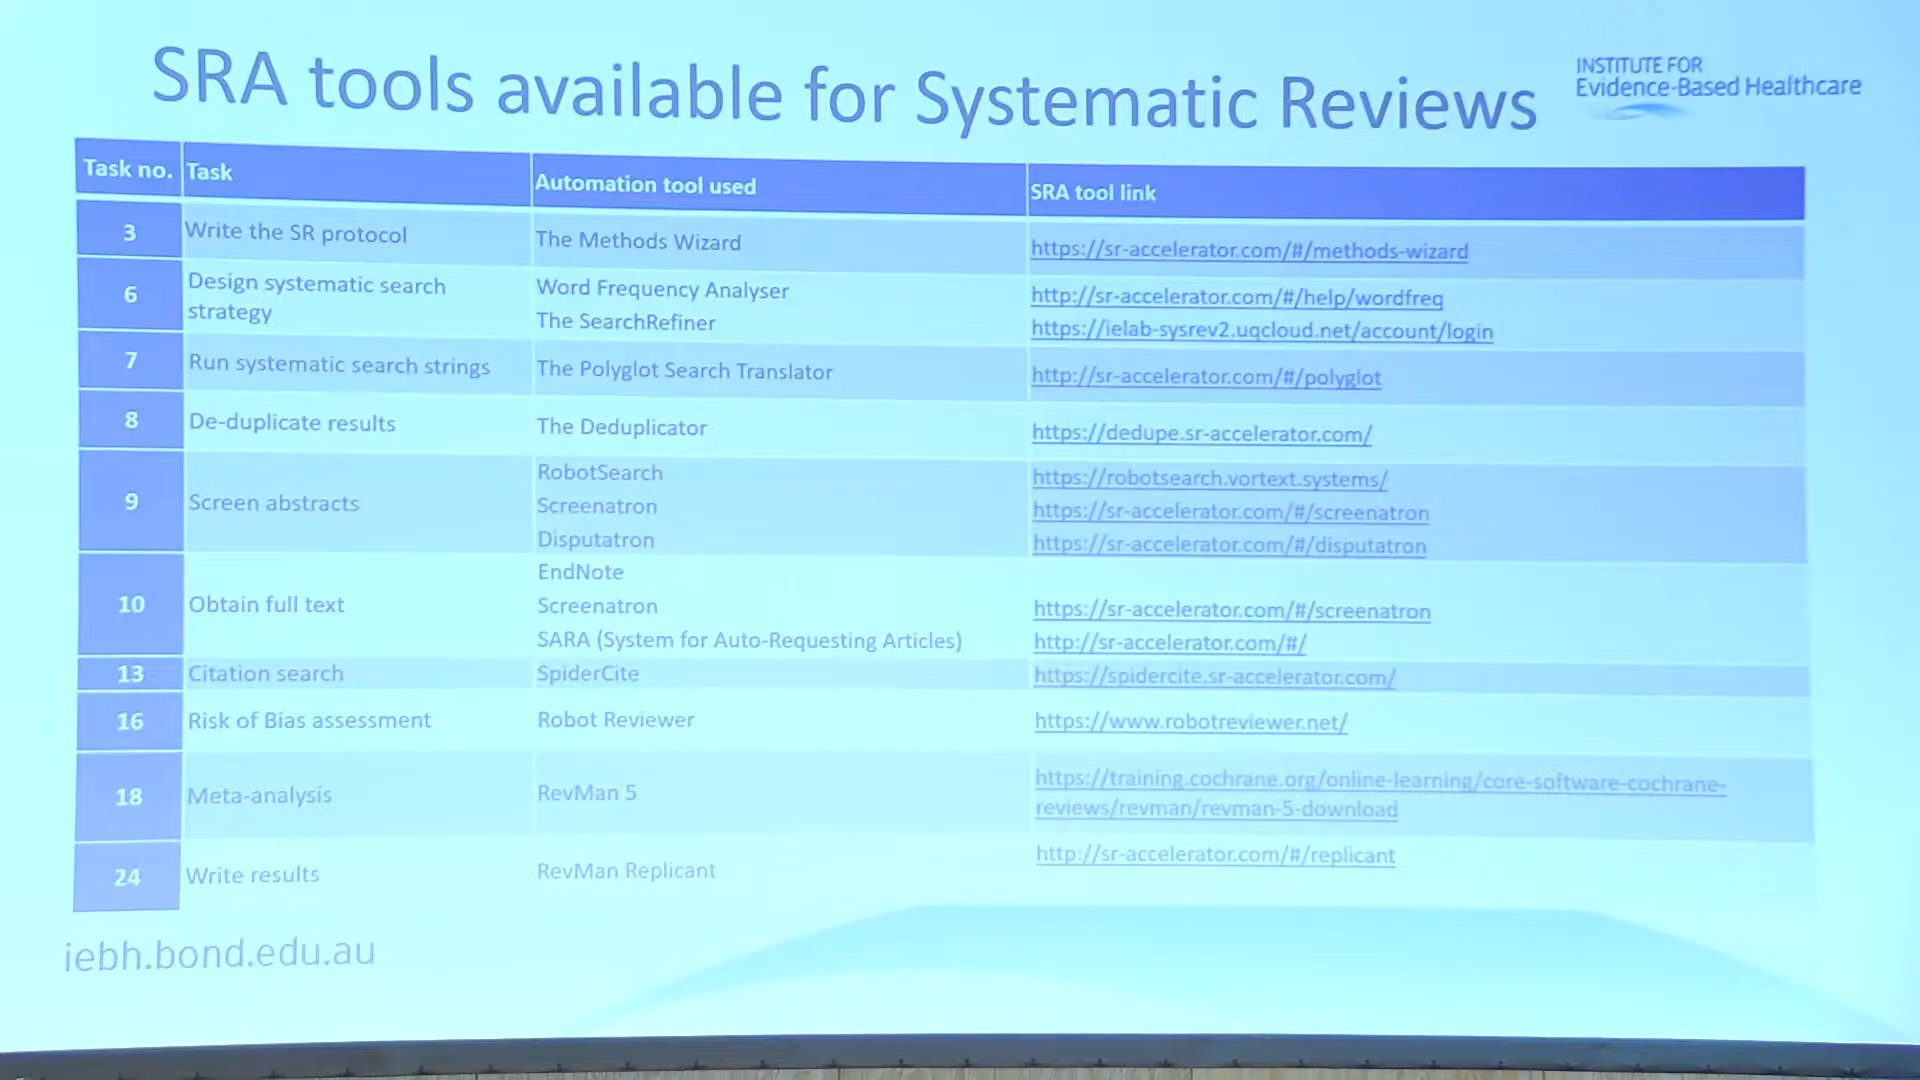 SRA tools available for Systematic Reviews
INSTITUTE FOR
Evidence-Based Healthcare
Task no. Task Automation tool used SRA tool link
3 Write the SR protocol The Methods Wizard https://sr-accelerator.com/#/methods-wizard
6 Design systematic search strategy Word Frequency Analyser http://sr-accelerator.com/#/help/wordfreq
The SearchRefiner https://ielab-sysrev2.uqcloud.net/account/login
7 Run systematic search strings The Polyglot Search Translator http://sr-accelerator.com/#/polyglot
8 De-duplicate results The Deduplicator https://dedupe.sr-accelerator.com/
9 Screen abstracts RobotSearch https://robotsearch.vortext.systems/
Screenatron https://sr-accelerator.com/#/screenatron
Disputatron https://sr-accelerator.com/#/disputatron
10 Obtain full text EndNote
Screenatron https://sr-accelerator.com/#/screenatron
SARA (System for Auto-Requesting Articles) http://sr-accelerator.com/#/
13 Citation search SpiderCite https://spidercite.sr-accelerator.com/
16 Risk of Bias assessment Robot Reviewer https://www.robotreviewer.net/
18 Meta-analysis RevMan 5 https://training.cochrane.org/online-learning/core-software-cochrane-
reviews/revman/revman-5-download
24 Write results RevMan Replicant http://sr-accelerator.com/#/replicant
iebh.bond.edu.au